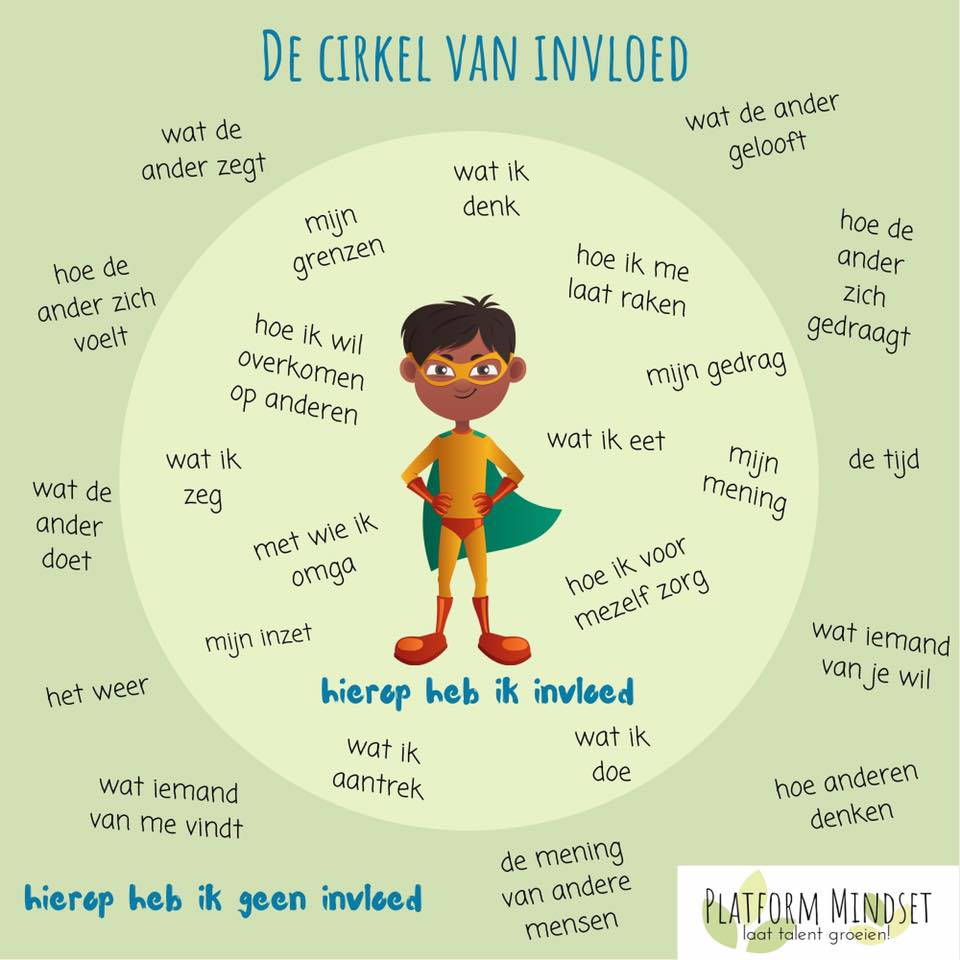 De cirkel van invloed
wat de
ander zegt
wat de ander
gelooft
wat ik
denk
mijn
grenzen
hoe ik me
laat raken
hoe de
ander
zich
gedraagt
hoe de
ander zich
voelt
hoe ik wil
overkomen
op anderen
mijn gedrag
wat ik eet
mijn
mening
de tijd
wat ik
zeg
wat de
ander
doet
met wie ik
omga
hoe ik voor
mezelf zorg
mijn inzet
wat iemand
van je wil
het weer
hierop heb ik invloed
wat ik
aantrek
wat ik
doe
wat iemand
van me vindt
hoe anderen
denken
de mening
van andere
mensen
hierop heb ik geen invloed
Platform Mindset
laat talent groeien!